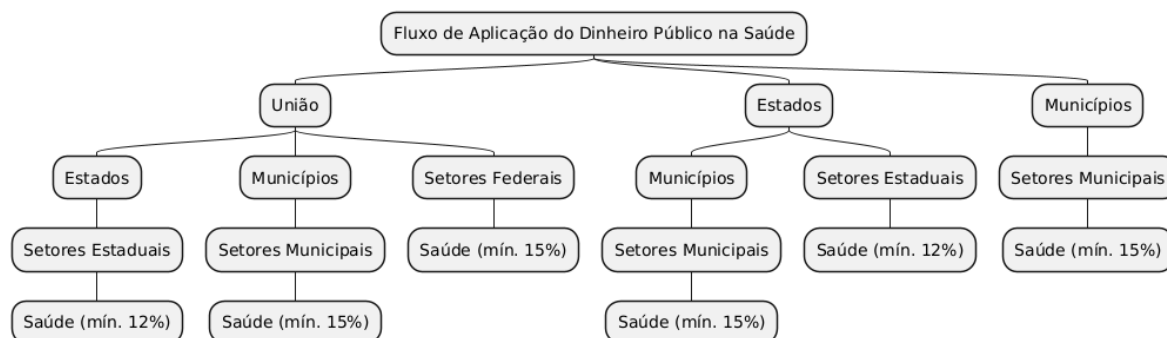 Fluxo de Aplicação do Dinheiro Público na Saúde
União
Estados
Municípios
Estados
Municípios
Setores Federais
Municípios
Setores Estaduais
Setores Municipais
Setores Estaduais
Setores Municipais
Saúde (mín. 15%)
Setores Municipais
Saúde (mín. 12%)
Saúde (mín. 15%)
Saúde (mín. 12%)
Saúde (mín. 15%)
Saúde (mín. 15%)